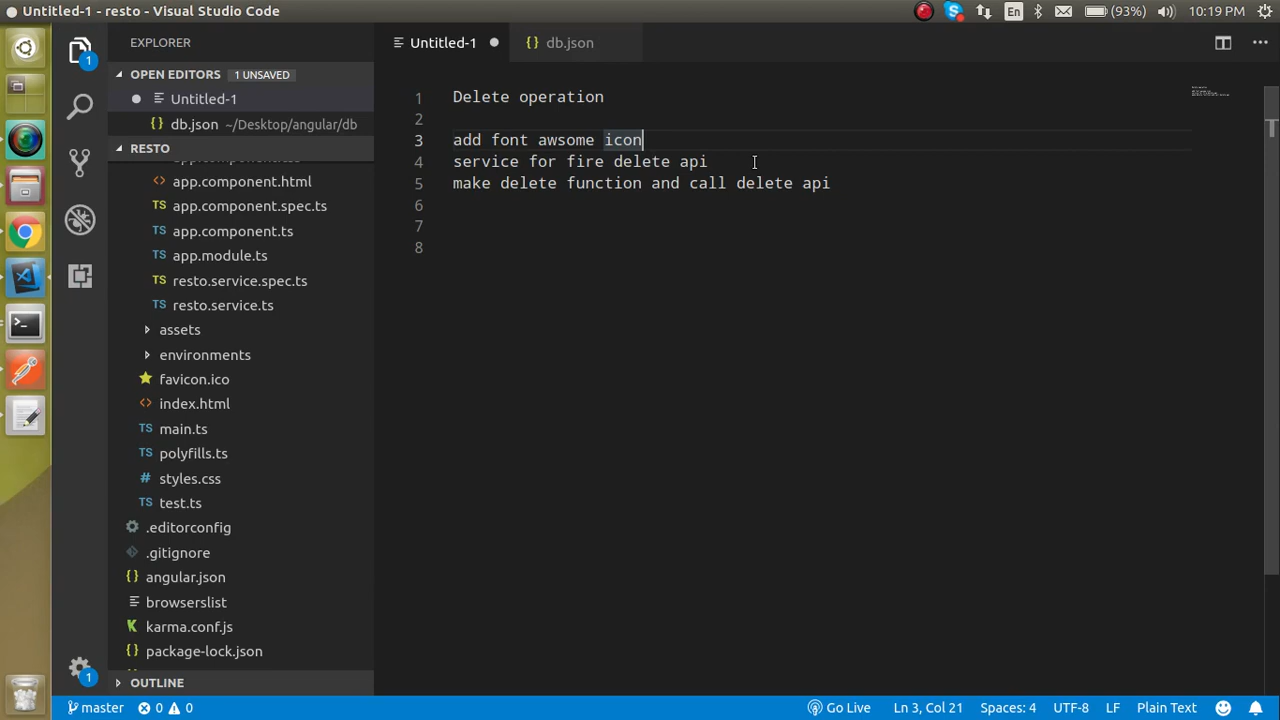 Untitled-1 - resto - Visual Studio Code
En
(93%)
10:19 PM
EXPLORER
Untitled-1
db.json
OPEN EDITORS 1 UNSAVED
Untitled-1
db.json ~/Desktop/angular/db
RESTO
app.component.html
app.component.spec.ts
app.component.ts
app.module.ts
resto.service.spec.ts
resto.service.ts
assets
environments
favicon.ico
index.html
main.ts
polyfills.ts
styles.css
test.ts
.editorconfig
.gitignore
angular.json
browserslist
karma.conf.js
package-lock.json
OUTLINE
1 Delete operation
2
3 add font awsome icon
4 service for fire delete api
5 make delete function and call delete api
6
7
8
master 0 0
Go Live
Ln 3, Col 21
Spaces: 4
UTF-8
LF
Plain Text